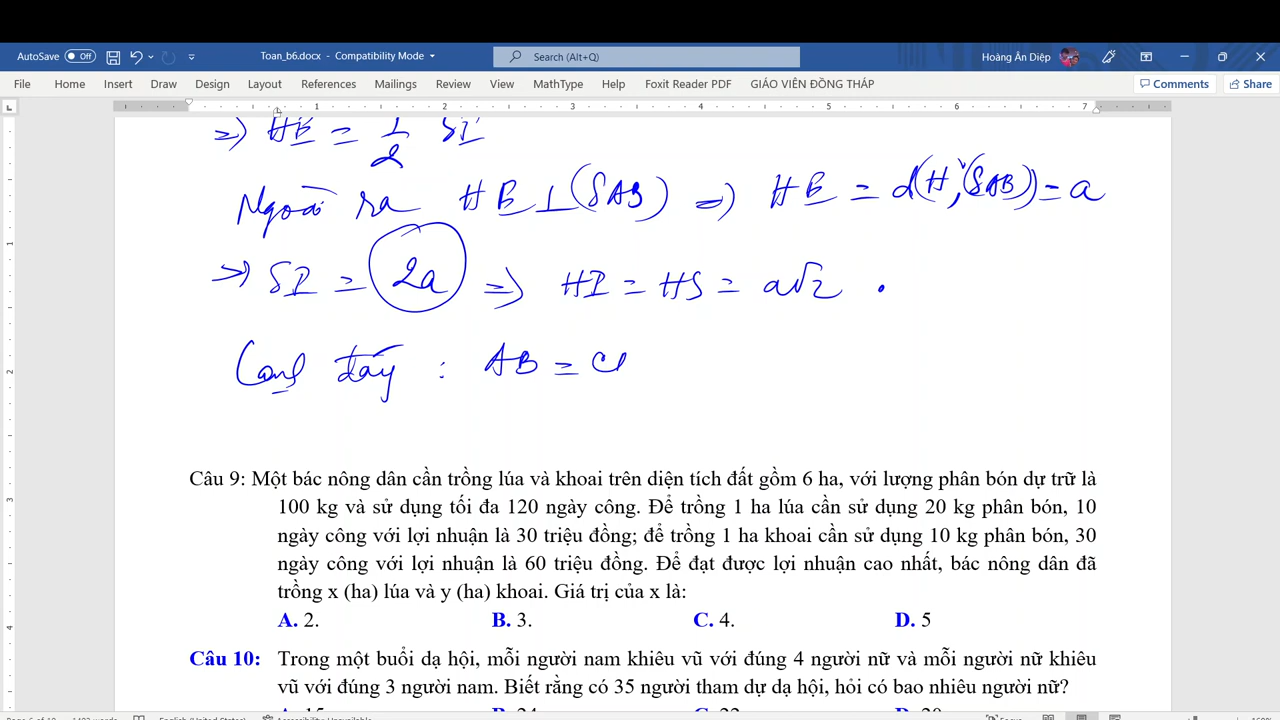 AutoSave Off Toan_b6.docx - Compatibility Mode Search (Alt+Q) Hoàng Ân Diệp
File Home Insert Draw Design Layout References Mailings Review View MathType Help Foxit Reader PDF GIÁO VIÊN ĐỒNG THÁP Comments Share
1 2 3 4 5 6 7
Ngoài ra HE ⊥ (SAB) => HE = d(H, (SAB)) = a
=> SI = 2a => HI = HS = a√2
Cạnh đáy : AB =
Câu 9: Một bác nông dân cần trồng lúa và khoai trên diện tích đất gồm 6 ha, với lượng phân bón dự trữ là
100 kg và sử dụng tối đa 120 ngày công. Để trồng 1 ha lúa cần sử dụng 20 kg phân bón, 10
ngày công với lợi nhuận là 30 triệu đồng; để trồng 1 ha khoai cần sử dụng 10 kg phân bón, 30
ngày công với lợi nhuận là 60 triệu đồng. Để đạt được lợi nhuận cao nhất, bác nông dân đã
trồng x (ha) lúa và y (ha) khoai. Giá trị của x là:
A. 2. B. 3. C. 4. D. 5
Câu 10: Trong một buổi dạ hội, mỗi người nam khiêu vũ với đúng 4 người nữ và mỗi người nữ khiêu
vũ với đúng 3 người nam. Biết rằng có 35 người tham dự dạ hội, hỏi có bao nhiêu người nữ?